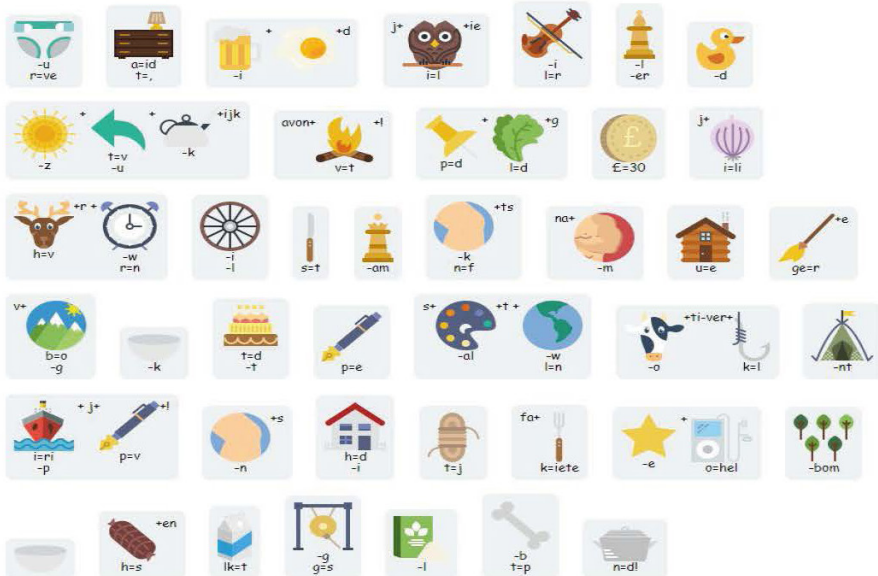 -u r=ve
a=id t=,
+ +d -i
j+ +ie i=l
-i l=r
-l -er
-d
+ + +ijk -z t=v -u -k
avon+ +! v=t
+ +g p=d l=d
£ £=30
j+ i=li
+r + h=v -w r=n
-i -l
s=t
-am
+ts -k n=f
na+ -m
u=e
+e ge=r
v+ b=o -g
-k
t=d -t
p=e
s+ +t + -al -w l=n
+ti-ver+ -o k=l
-nt
+ j+ +! i=ri -p p=v
+s -n
h=d -i
t=j
fa+ k=iete
+ -e o=hel
-bom
+en h=s
lk=t
-g g=s
-l
-b t=p
n=d!